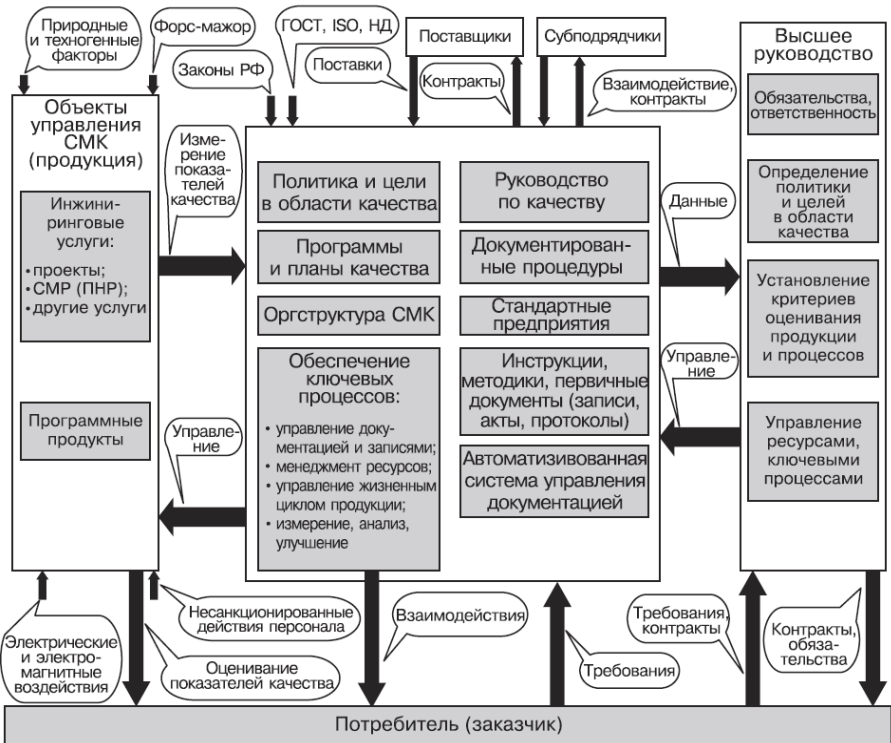 Природные
и техногенные
факторы
Форс-мажор
Законы РФ
ГОСТ, ISO, НД
Поставки
Поставщики
Контракты
Субподрядчики
Взаимодействие,
контракты
Высшее
руководство
Обязательства,
ответственность
Определение
политики
и целей
в области
качества
Установление
критериев
оценивания
продукции
и процессов
Управление
ресурсами,
ключевыми
процессами
Объекты
управления
СМК
(продукция)
Инжини-
ринговые
услуги:
• проекты;
• СМР (ПНР);
• другие услуги
Программные
продукты
Измерение
показа-
телей
качества
Управле-
ние
Политика и цели
в области качества
Программы
и планы качества
Оргструктура СМК
Обеспечение
ключевых
процессов:
• управление доку-
ментацией и записями;
• менеджмент ресурсов;
• управление жизненным
циклом продукции;
• измерение, анализ,
улучшение
Руководство
по качеству
Документирован-
ные процедуры
Стандартные
предприятия
Инструкции,
методики, первичные
документы (записи,
акты, протоколы)
Автоматизивованная
система управления
документацией
Данные
Управле-
ние
Электрические
и электро-
магнитные
воздействия
Несанкционированные
действия персонала
Оценивание
показателей качества
Взаимодействия
Требования
Требования,
контракты
Контракты,
обяза-
тельства
Потребитель (заказчик)